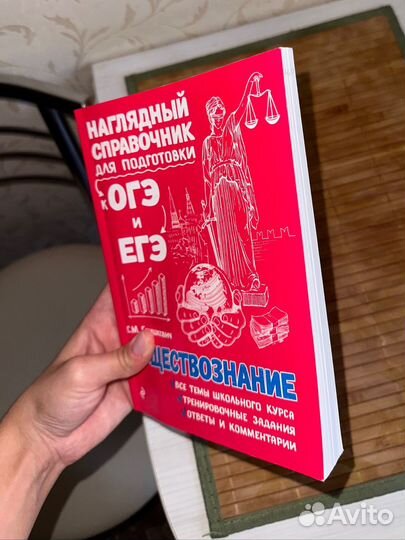 НАГЛЯДНЫЙ
СПРАВОЧНИК
ДЛЯ ПОДГОТОВКИ
К ОГЭ
И
ЕГЭ
ЩЕСТВОЗНАНИЕ
ВСЕ ТЕМЫ ШКОЛЬНОГО КУРСА
ТРЕНИРОВОЧНЫЕ ЗАДАНИЯ
ОТВЕТЫ И КОММЕНТАРИИ
Avito